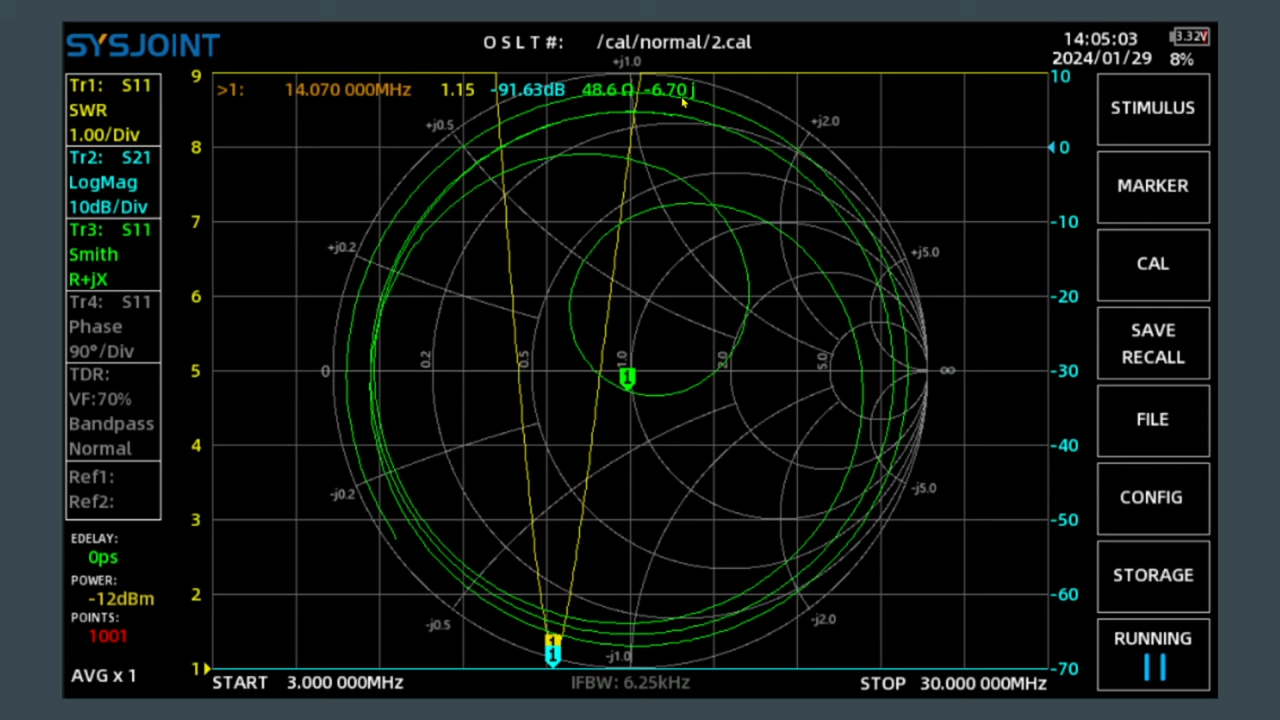 SYSJOINT
O S L T #: /cal/normal/2.cal
14:05:03
3.32V
2024/01/29 8%
Tr1: S11
SWR
1.00/Div
Tr2: S21
LogMag
10dB/Div
Tr3: S11
Smith
R+jX
Tr4: S11
Phase
90°/Div
TDR:
VF:70%
Bandpass
Normal
Ref1:
Ref2:
EDELAY:
0ps
POWER:
-12dBm
POINTS:
1001
AVG x 1
9
8
7
6
5
4
3
2
1
>1: 14.070 000MHz 1.15 -91.63dB 48.6 Ω -6.70 j
+j1.0
+j0.5
+j2.0
+j0.2
+j5.0
0
0.2
0.5
1.0
2.0
5.0
∞
-j0.2
-j5.0
-j0.5
-j2.0
-j1.0
1
1
1
10
0
-10
-20
-30
-40
-50
-60
-70
START 3.000 000MHz
IFBW: 6.25kHz
STOP 30.000 000MHz
STIMULUS
MARKER
CAL
SAVE
RECALL
FILE
CONFIG
STORAGE
RUNNING